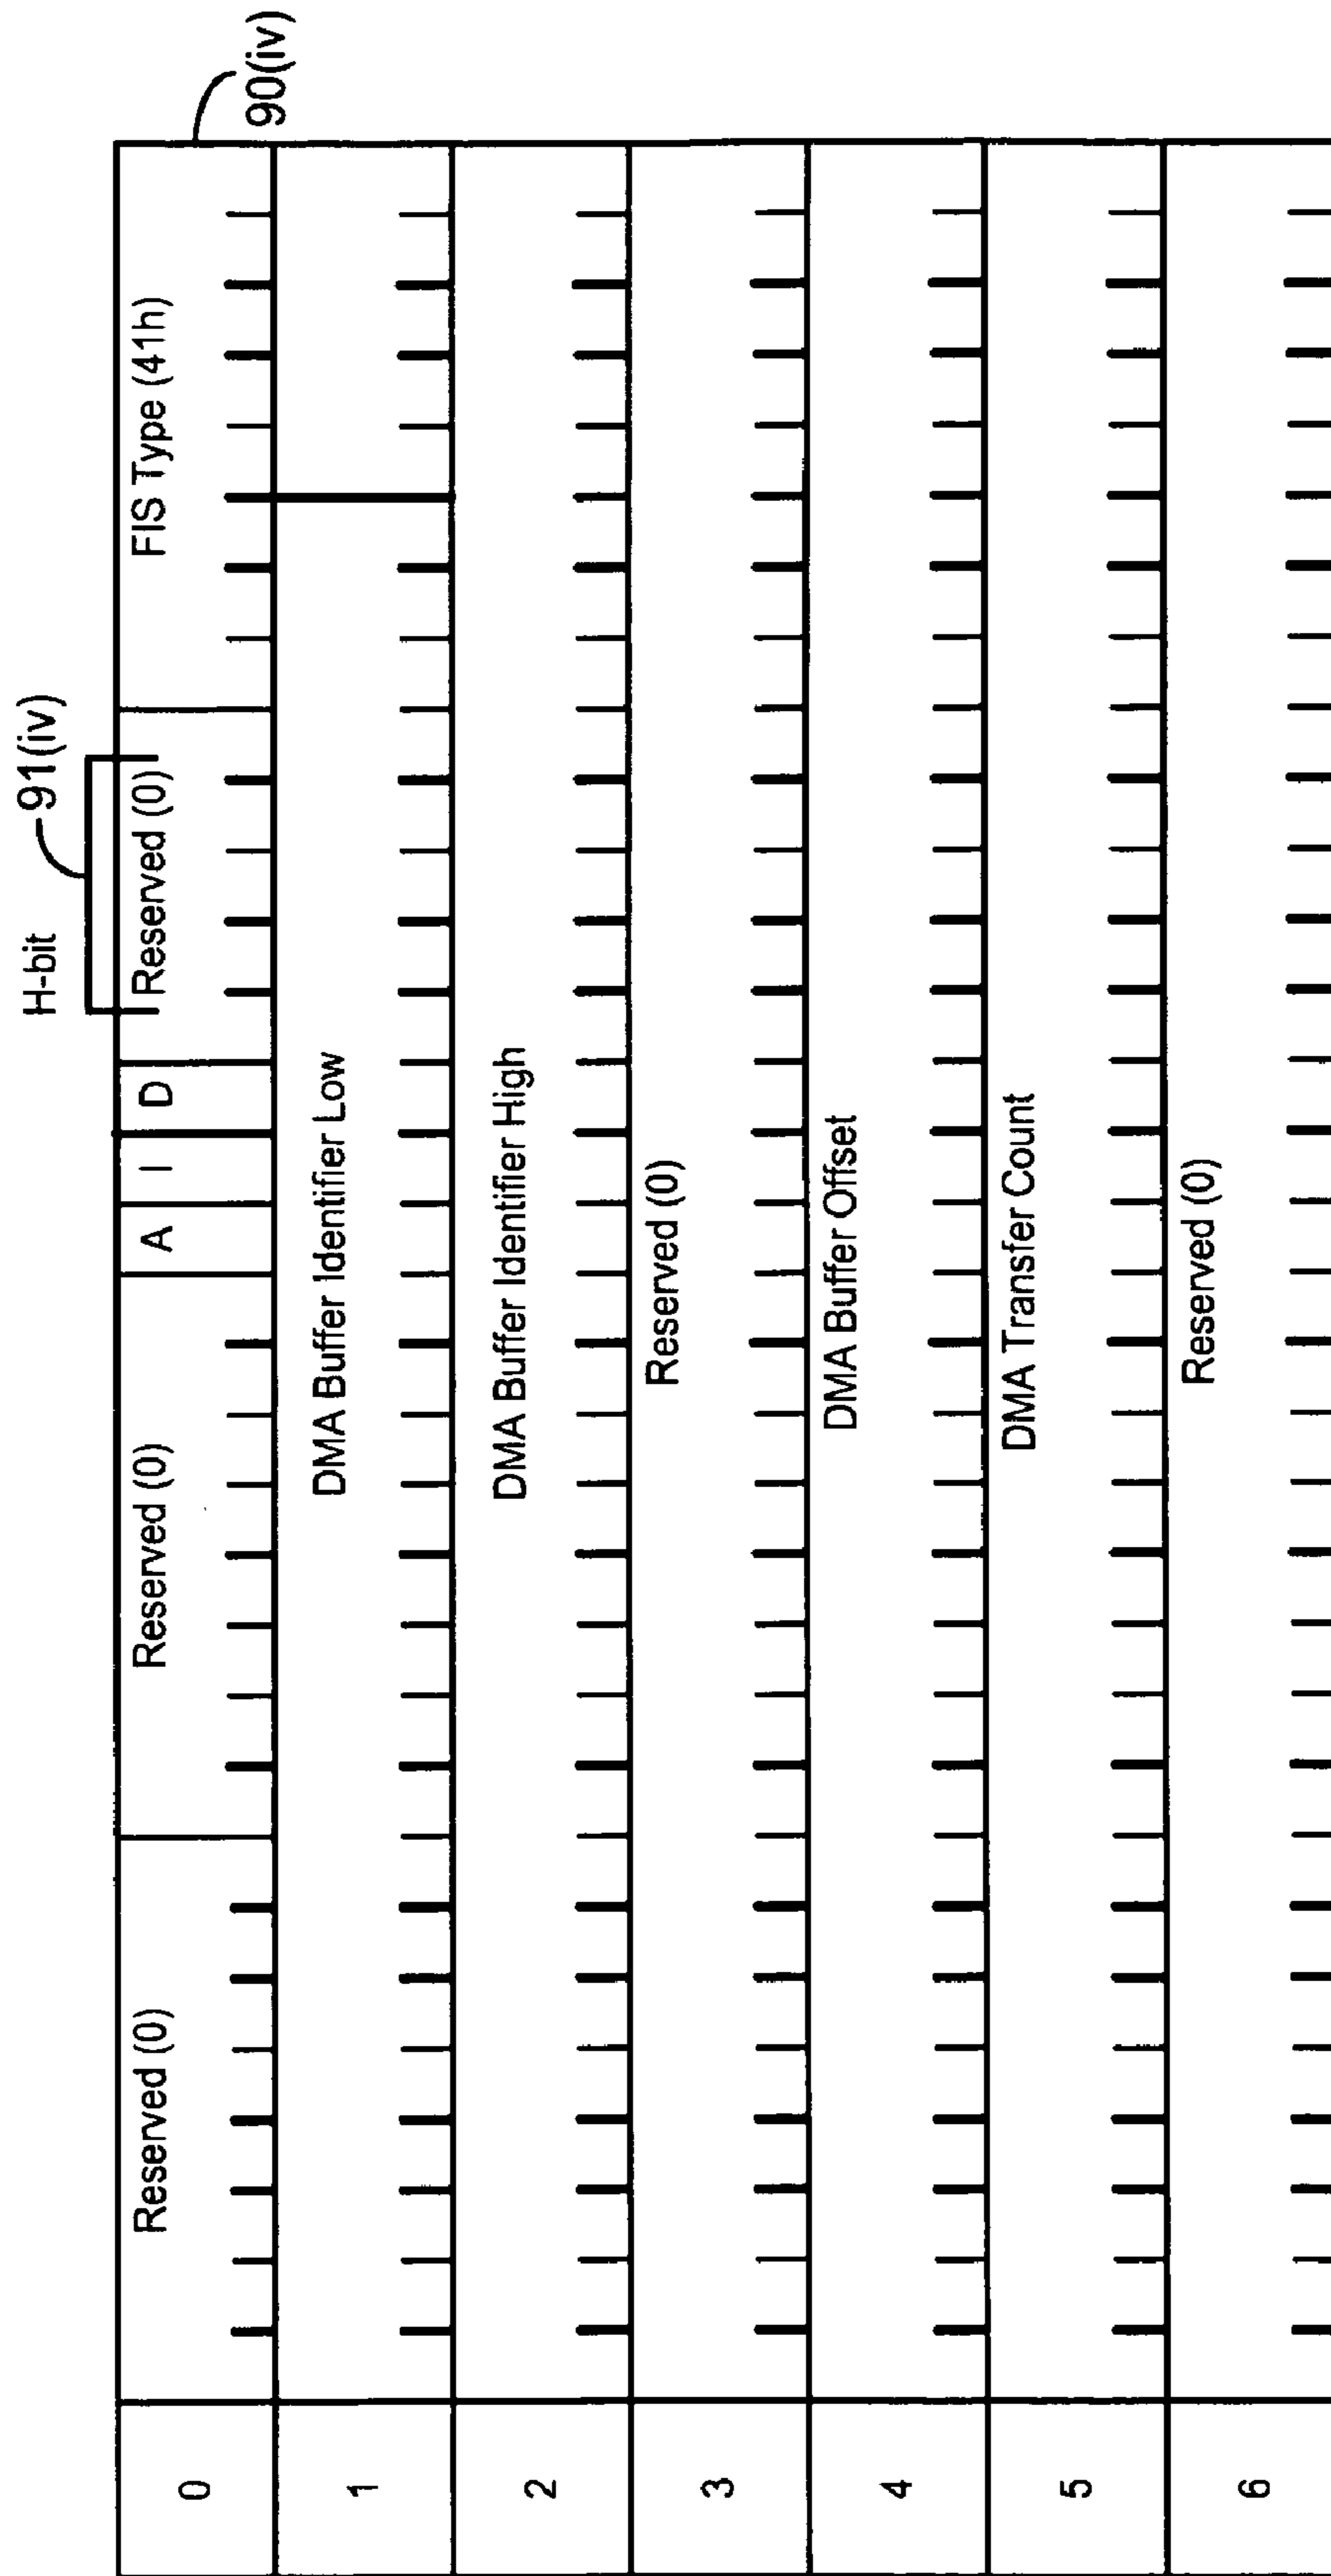 H-bit
91(iv)
90(iv)
0
Reserved (0)
Reserved (0)
A
I
D
Reserved (0)
FIS Type (41h)
1
DMA Buffer Identifier Low
2
DMA Buffer Identifier High
3
Reserved (0)
4
DMA Buffer Offset
5
DMA Transfer Count
6
Reserved (0)